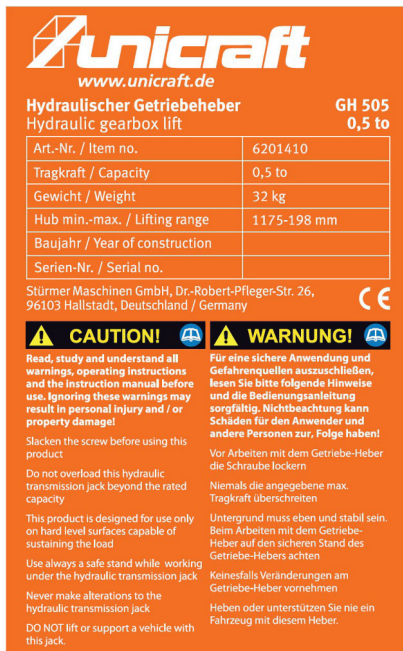 unicraft
www.unicraft.de
Hydraulischer Getriebeheber GH 505
Hydraulic gearbox lift 0,5 to
Art.-Nr. / Item no. 6201410
Tragkraft / Capacity 0,5 to
Gewicht / Weight 32 kg
Hub min.-max. / Lifting range 1175-198 mm
Baujahr / Year of construction
Serien-Nr. / Serial no.
Stürmer Maschinen GmbH, Dr.-Robert-Pfleger-Str. 26,
96103 Hallstadt, Deutschland / Germany
CE
CAUTION!
Read, study and understand all
warnings, operating instructions
and the instruction manual before
use. Ignoring these warnings may
result in personal injury and / or
property damage!
Slacken the screw before using this
product
Do not overload this hydraulic
transmission jack beyond the rated
capacity
This product is designed for use only
on hard level surfaces capable of
sustaining the load
Use always a safe stand while working
under the hydraulic transmission jack
Never make alterations to the
hydraulic transmission jack
DO NOT lift or support a vehicle with
this jack.
WARNUNG!
Für eine sichere Anwendung und
Gefahrenquellen auszuschließen,
lesen Sie bitte folgende Hinweise
und die Bedienungsanleitung
sorgfältig. Nichtbeachtung kann
Schäden für den Anwender und
andere Personen zur, Folge haben!
Vor Arbeiten mit dem Getriebe-Heber
die Schraube lockern
Niemals die angegebene max.
Tragkraft überschreiten
Untergrund muss eben und stabil sein.
Beim Arbeiten mit dem Getriebe-
Heber auf den sicheren Stand des
Getriebe-Hebers achten
Keinesfalls Veränderungen am
Getriebe-Heber vornehmen
Heben oder unterstützen Sie nie ein
Fahrzeug mit diesem Heber.